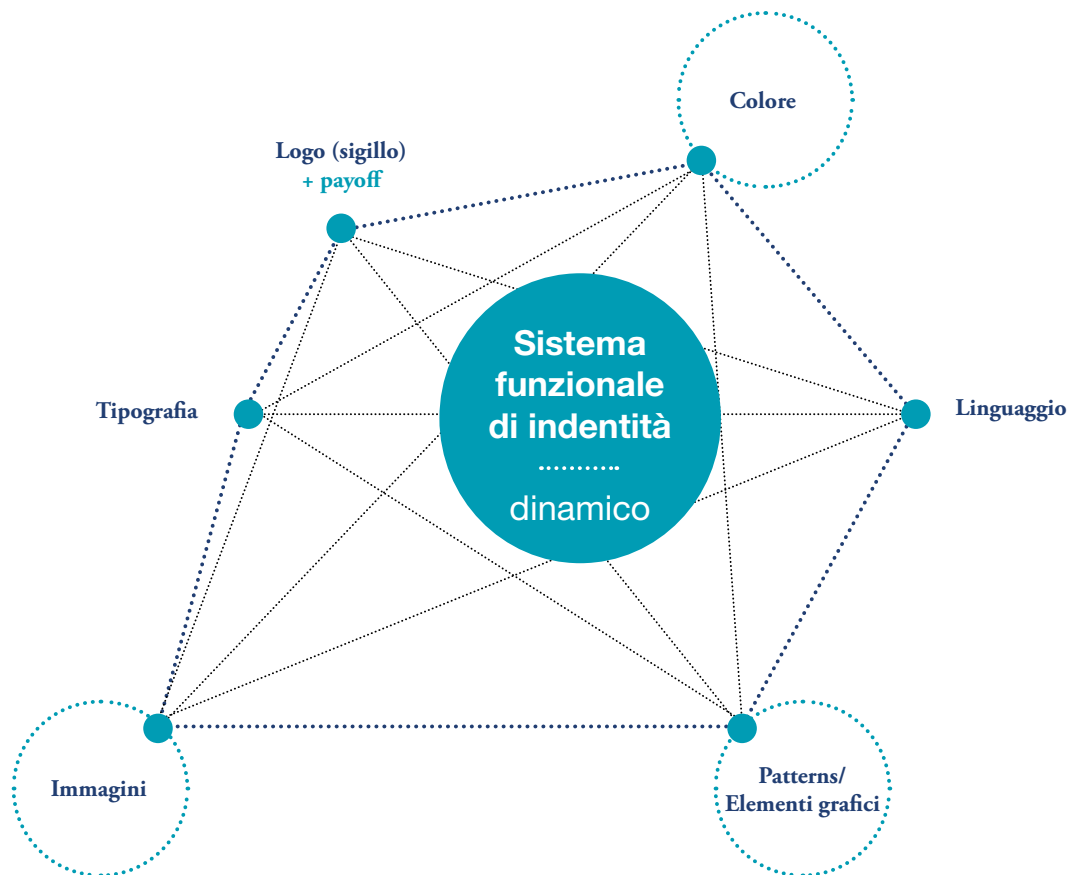 Colore
Logo (sigillo)
+ payoff
Sistema
funzionale
di indentità
...........
dinamico
Tipografia
Linguaggio
Immagini
Patterns/
Elementi grafici